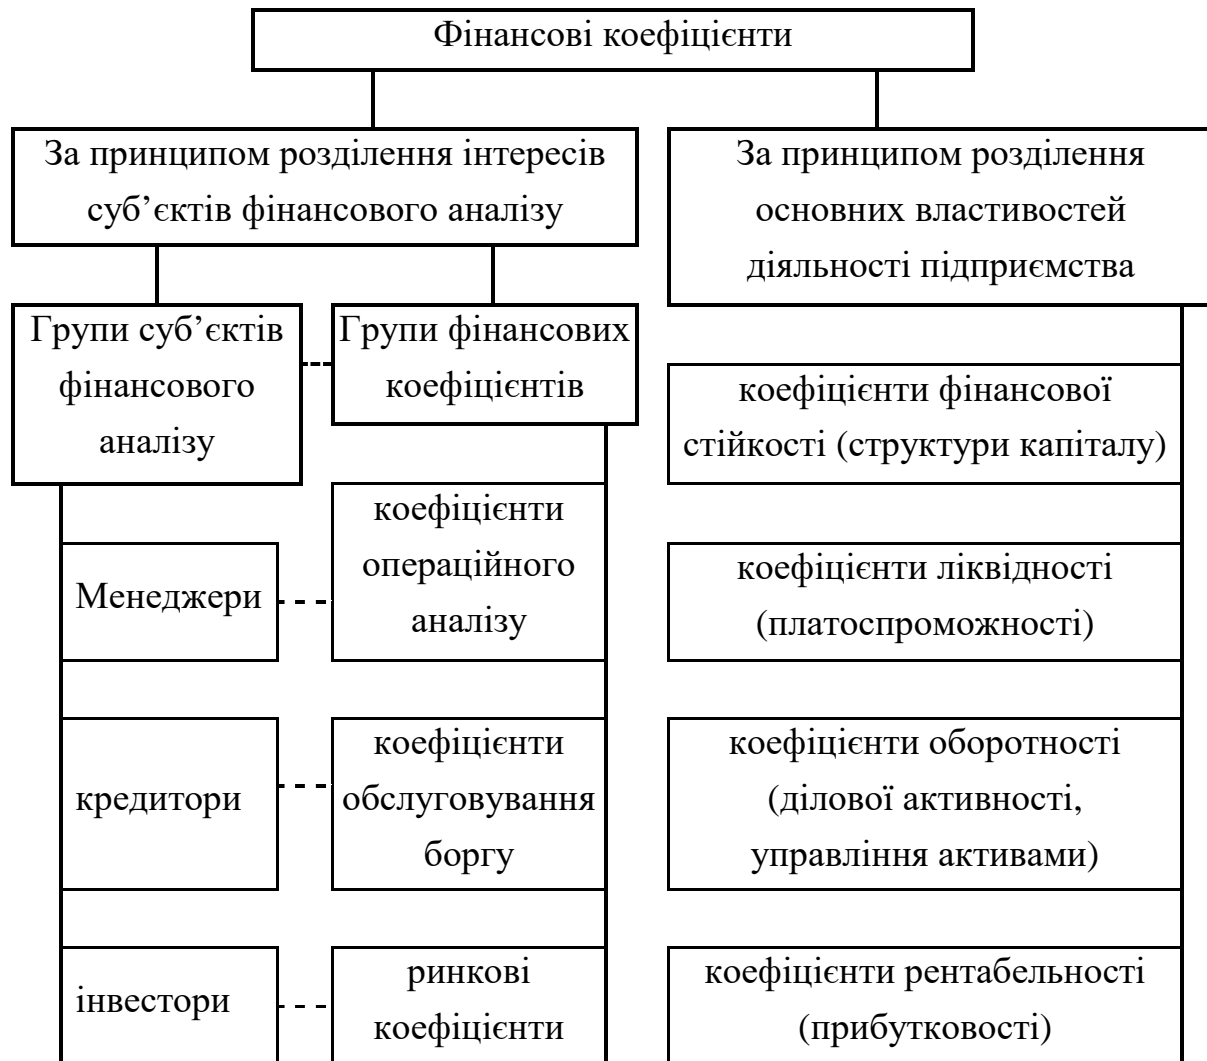 Фінансові коефіцієнти
За принципом розділення інтересів
суб’єктів фінансового аналізу
За принципом розділення
основних властивостей
діяльності підприємства
Групи суб’єктів
фінансового
аналізу
Групи фінансових
коефіцієнтів
коефіцієнти фінансової
стійкості (структури капіталу)
Менеджери
коефіцієнти
операційного
аналізу
коефіцієнти ліквідності
(платоспроможності)
кредитори
коефіцієнти
обслуговування
боргу
коефіцієнти оборотності
(ділової активності,
управління активами)
інвестори
ринкові
коефіцієнти
коефіцієнти рентабельності
(прибутковості)